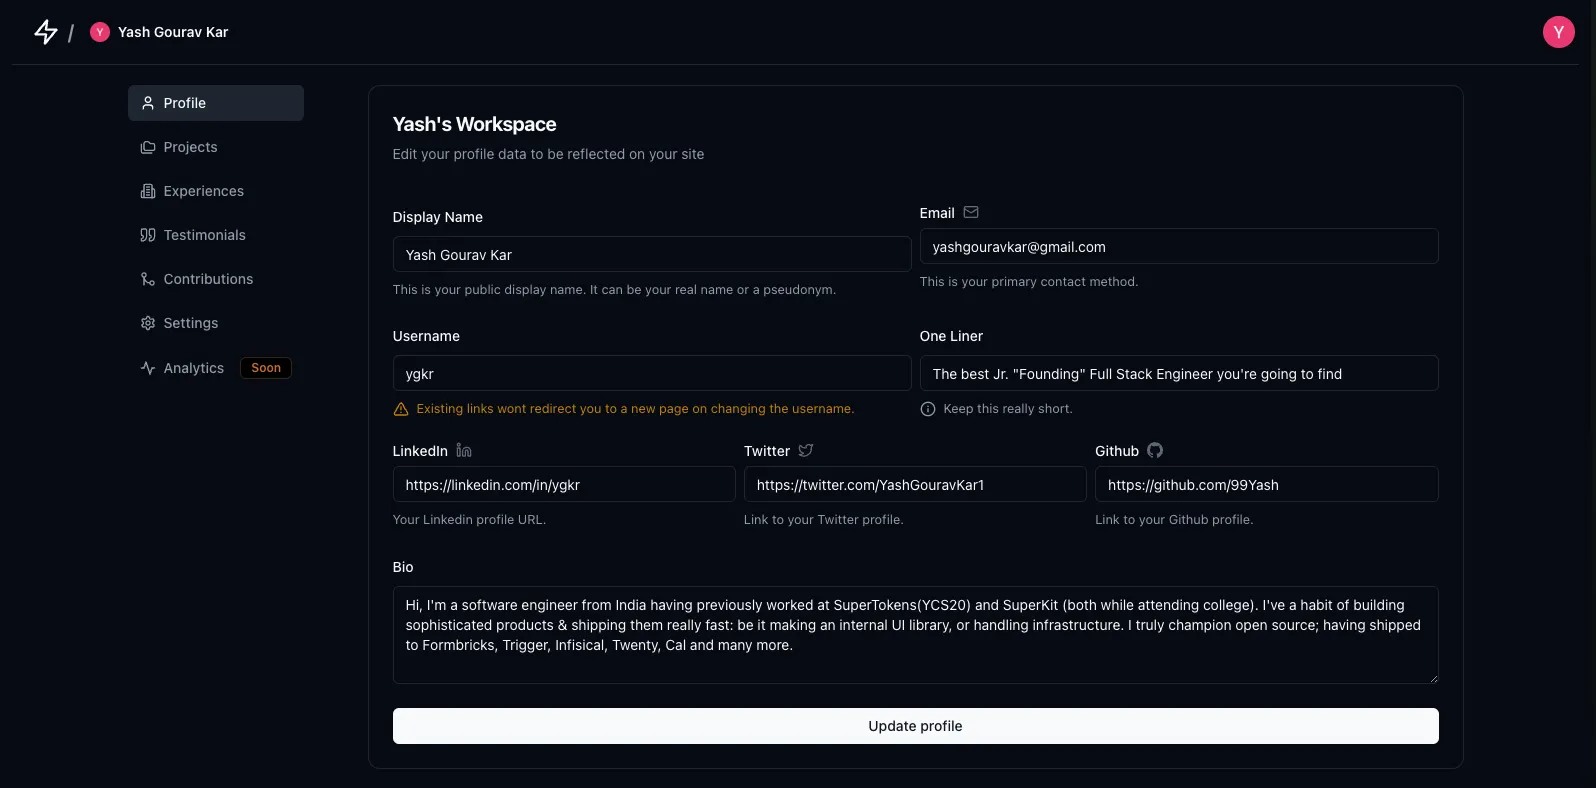 / Y Yash Gourav Kar
Y
Profile
Projects
Experiences
Testimonials
Contributions
Settings
Analytics Soon
Yash's Workspace
Edit your profile data to be reflected on your site
Display Name
Yash Gourav Kar
This is your public display name. It can be your real name or a pseudonym.
Email
yashgouravkar@gmail.com
This is your primary contact method.
Username
ygkr
Existing links wont redirect you to a new page on changing the username.
One Liner
The best Jr. "Founding" Full Stack Engineer you're going to find
Keep this really short.
LinkedIn
https://linkedin.com/in/ygkr
Your Linkedin profile URL.
Twitter
https://twitter.com/YashGouravKar1
Link to your Twitter profile.
Github
https://github.com/99Yash
Link to your Github profile.
Bio
Hi, I'm a software engineer from India having previously worked at SuperTokens(YCS20) and SuperKit (both while attending college). I've a habit of building
sophisticated products & shipping them really fast: be it making an internal UI library, or handling infrastructure. I truly champion open source; having shipped
to Formbricks, Trigger, Infisical, Twenty, Cal and many more.
Update profile